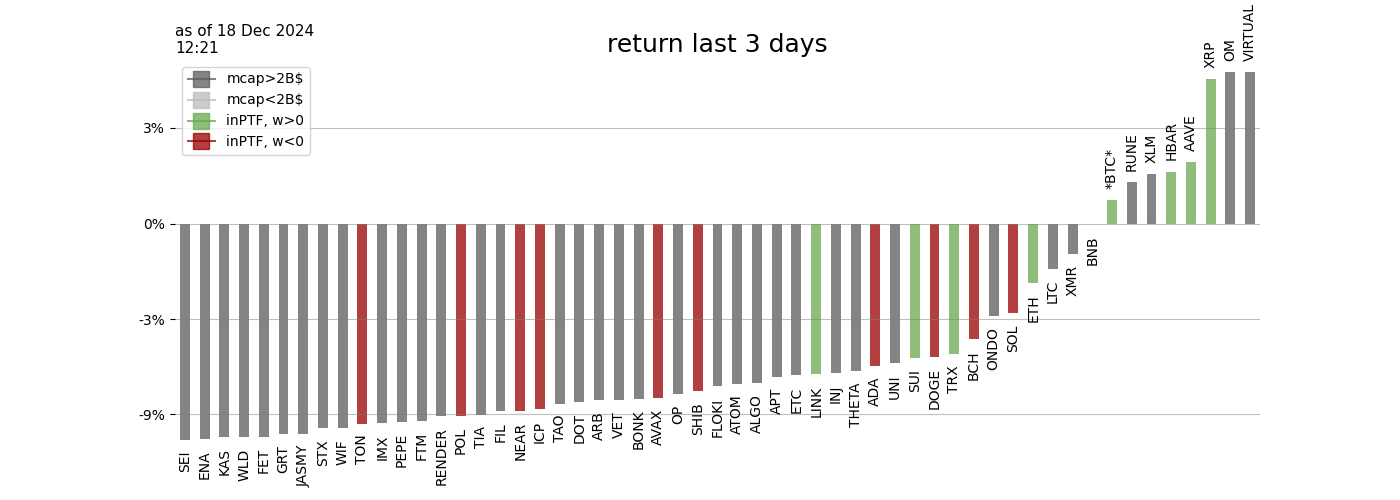 as of 18 Dec 2024
12:21
return last 3 days
mcap>2B$
mcap<2B$
inPTF, w>0
inPTF, w<0
3%
0%
-3%
-9%
SEI
ENA
KAS
WLD
FET
GRT
JASMY
STX
WIF
TON
IMX
PEPE
FTM
RENDER
POL
TIA
FIL
NEAR
ICP
TAO
DOT
ARB
VET
BONK
AVAX
OP
SHIB
FLOKI
ATOM
ALGO
APT
ETC
LINK
INJ
THETA
ADA
UNI
SUI
DOGE
TRX
BCH
ONDO
SOL
ETH
LTC
XMR
BNB
*BTC*
RUNE
XLM
HBAR
AAVE
XRP
OM
VIRTUAL